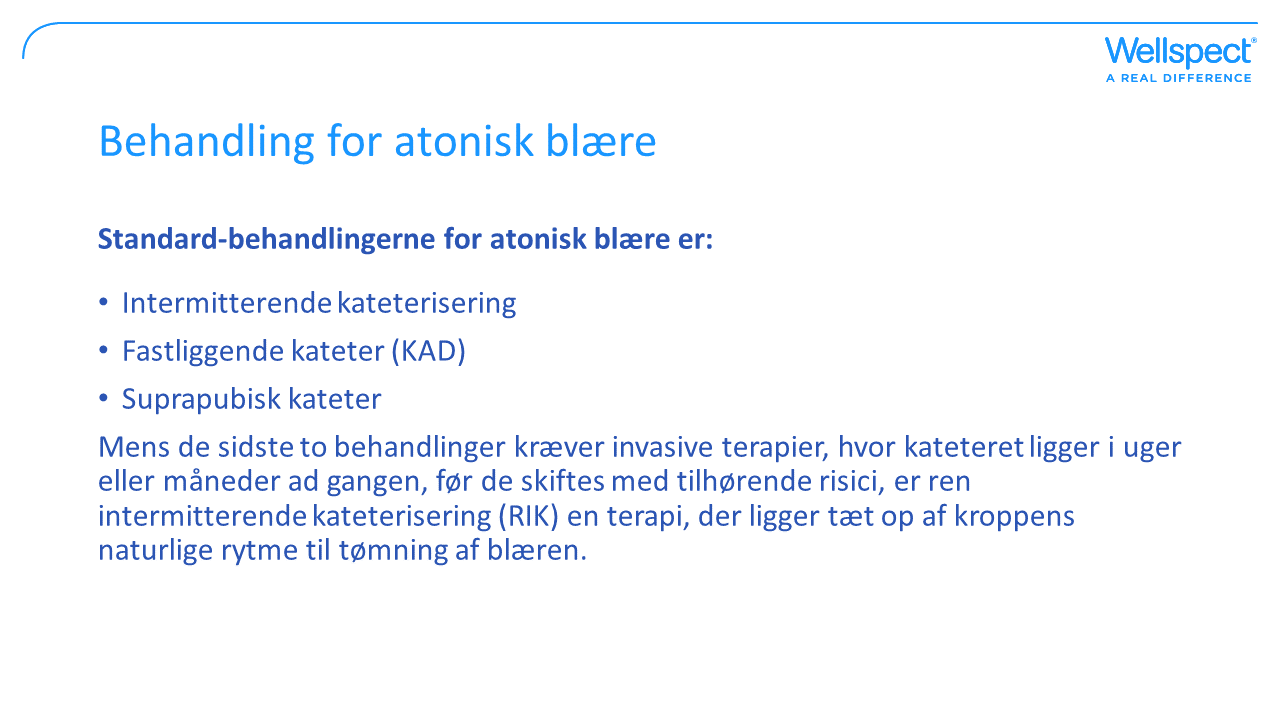 Wellspect®
A REAL DIFFERENCE
Behandling for atonisk blære
Standard-behandlingerne for atonisk blære er:
• Intermitterende kateterisering
• Fastliggende kateter (KAD)
• Suprapubisk kateter
Mens de sidste to behandlinger kræver invasive terapier, hvor kateteret ligger i uger
eller måneder ad gangen, før de skiftes med tilhørende risici, er ren
intermitterende kateterisering (RIK) en terapi, der ligger tæt op af kroppens
naturlige rytme til tømning af blæren.